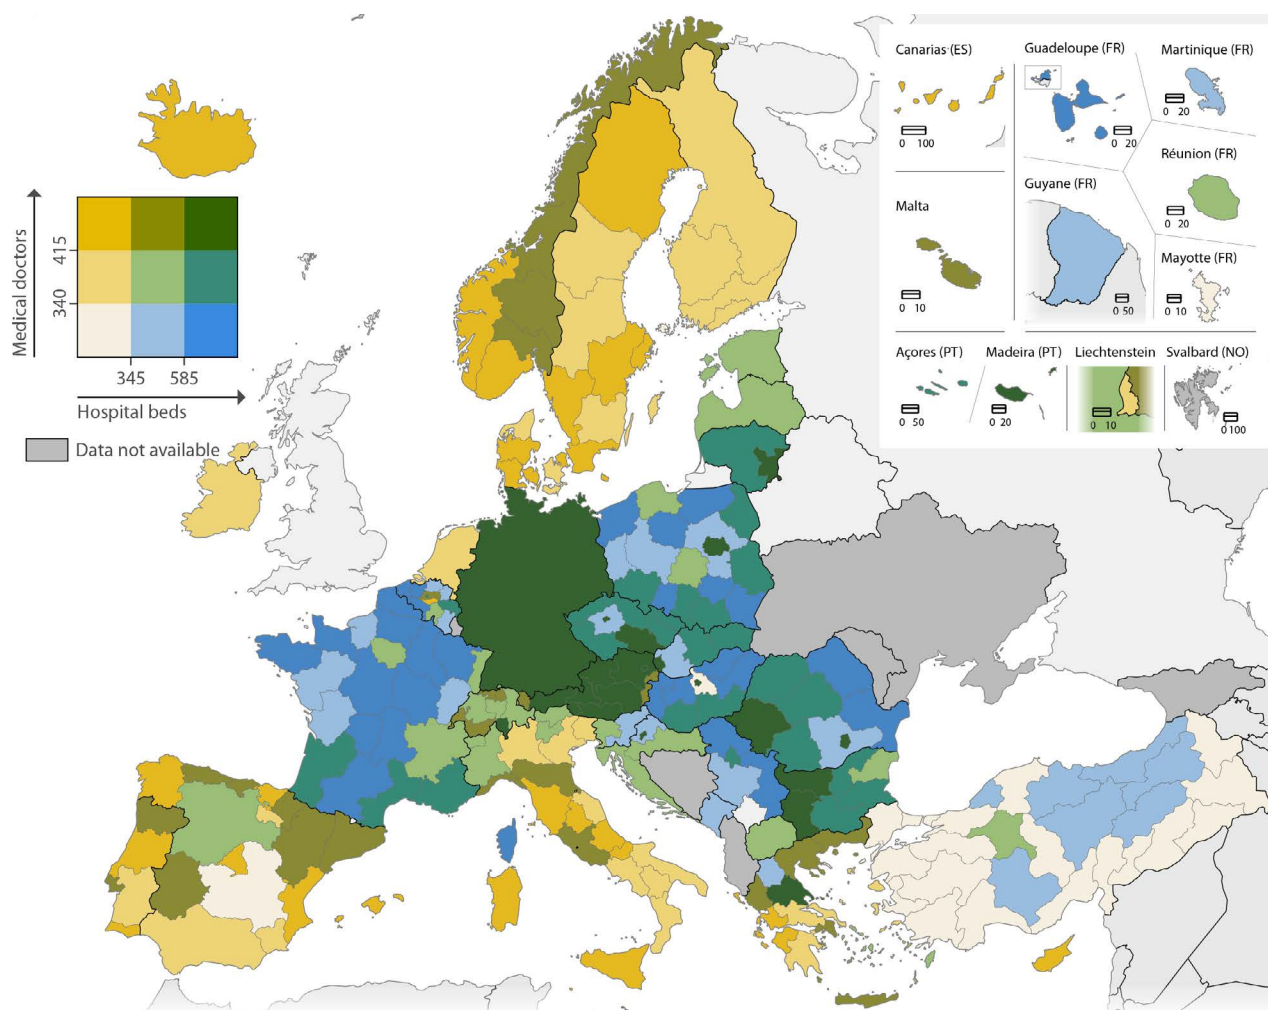 Canarias (ES)
0 100
Guadeloupe (FR)
0 20
Martinique (FR)
0 20
Réunion (FR)
0 20
Malta
0 10
Guyane (FR)
0 50
Mayotte (FR)
0 10
Açores (PT)
0 50
Madeira (PT)
0 20
Liechtenstein
0 10
Svalbard (NO)
0 100
Medical doctors
415
340
345 585
Hospital beds
Data not available